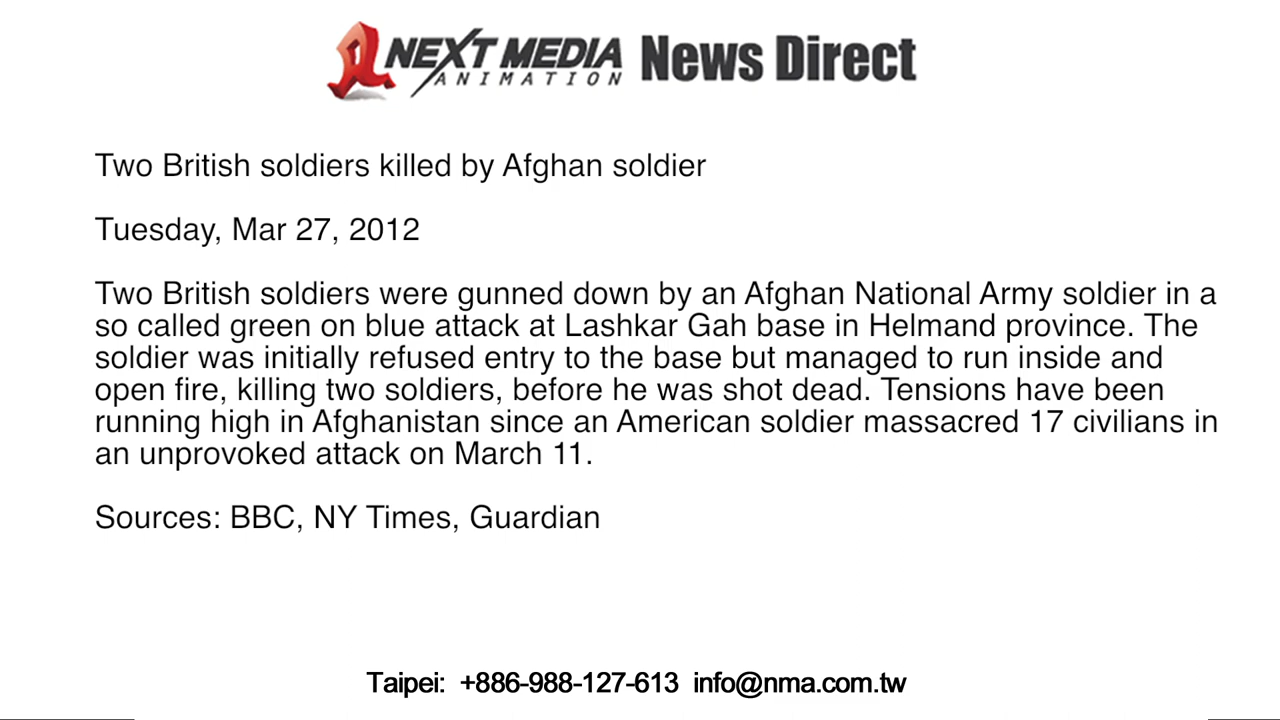 NEXT MEDIA News Direct
ANIMATION
Two British soldiers killed by Afghan soldier
Tuesday, Mar 27, 2012
Two British soldiers were gunned down by an Afghan National Army soldier in a
so called green on blue attack at Lashkar Gah base in Helmand province. The
soldier was initially refused entry to the base but managed to run inside and
open fire, killing two soldiers, before he was shot dead. Tensions have been
running high in Afghanistan since an American soldier massacred 17 civilians in
an unprovoked attack on March 11.
Sources: BBC, NY Times, Guardian
Taipei: +886-988-127-613 info@nma.com.tw